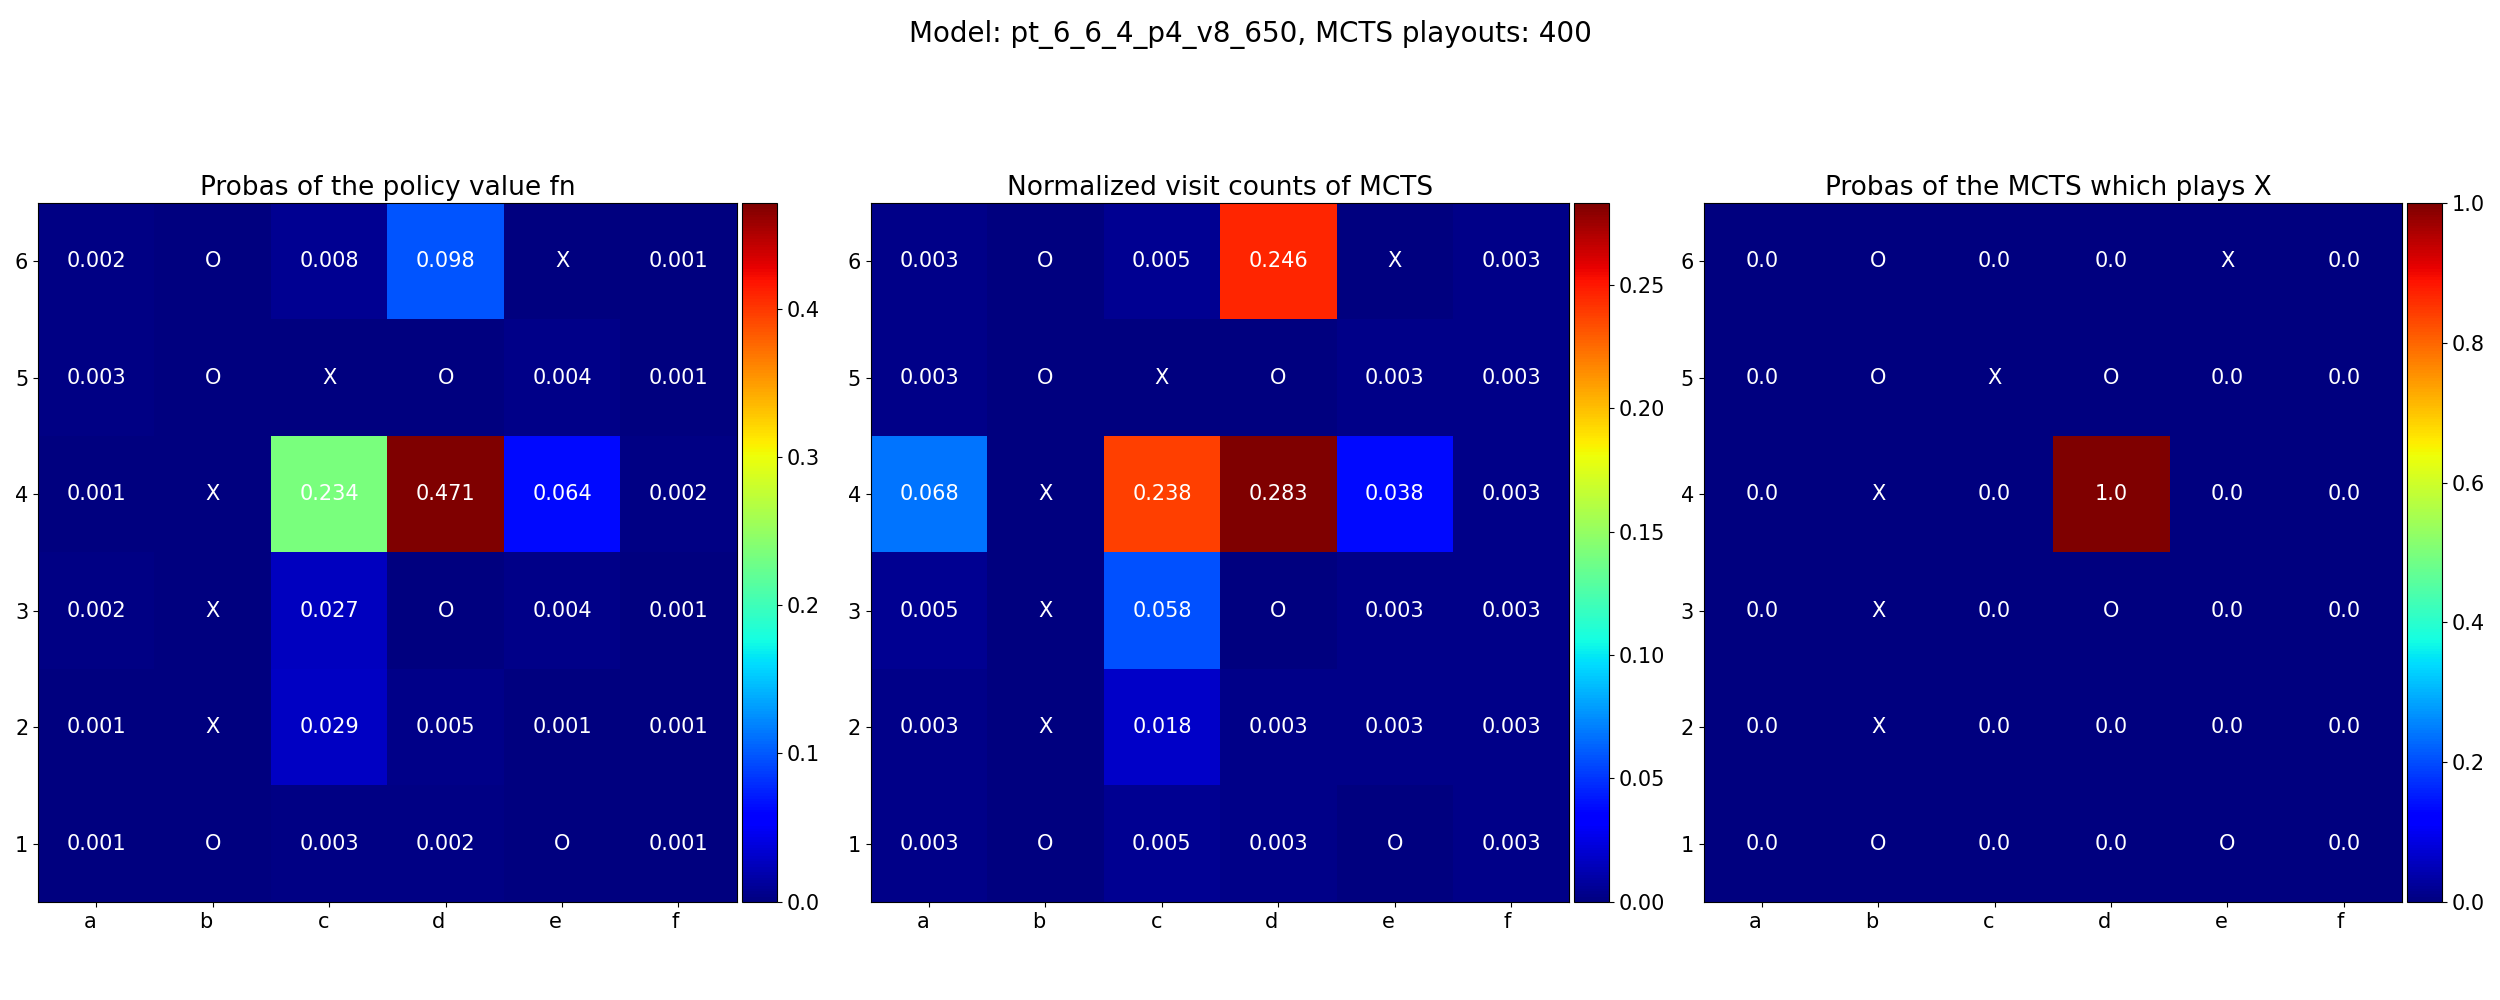 Model: pt_6_6_4_p4_v8_650, MCTS playouts: 400
Probas of the policy value fn
6 0.002 O 0.008 0.098 X 0.001
5 0.003 O X O 0.004 0.001
4 0.001 X 0.234 0.471 0.064 0.002
3 0.002 X 0.027 O 0.004 0.001
2 0.001 X 0.029 0.005 0.001 0.001
1 0.001 O 0.003 0.002 O 0.001
a b c d e f
0.4
0.3
0.2
0.1
0.0
Normalized visit counts of MCTS
6 0.003 O 0.005 0.246 X 0.003
5 0.003 O X O 0.003 0.003
4 0.068 X 0.238 0.283 0.038 0.003
3 0.005 X 0.058 O 0.003 0.003
2 0.003 X 0.018 0.003 0.003 0.003
1 0.003 O 0.005 0.003 O 0.003
a b c d e f
0.25
0.20
0.15
0.10
0.05
0.00
Probas of the MCTS which plays X
6 0.0 O 0.0 0.0 X 0.0
5 0.0 O X O 0.0 0.0
4 0.0 X 0.0 1.0 0.0 0.0
3 0.0 X 0.0 O 0.0 0.0
2 0.0 X 0.0 0.0 0.0 0.0
1 0.0 O 0.0 0.0 O 0.0
a b c d e f
1.0
0.8
0.6
0.4
0.2
0.0